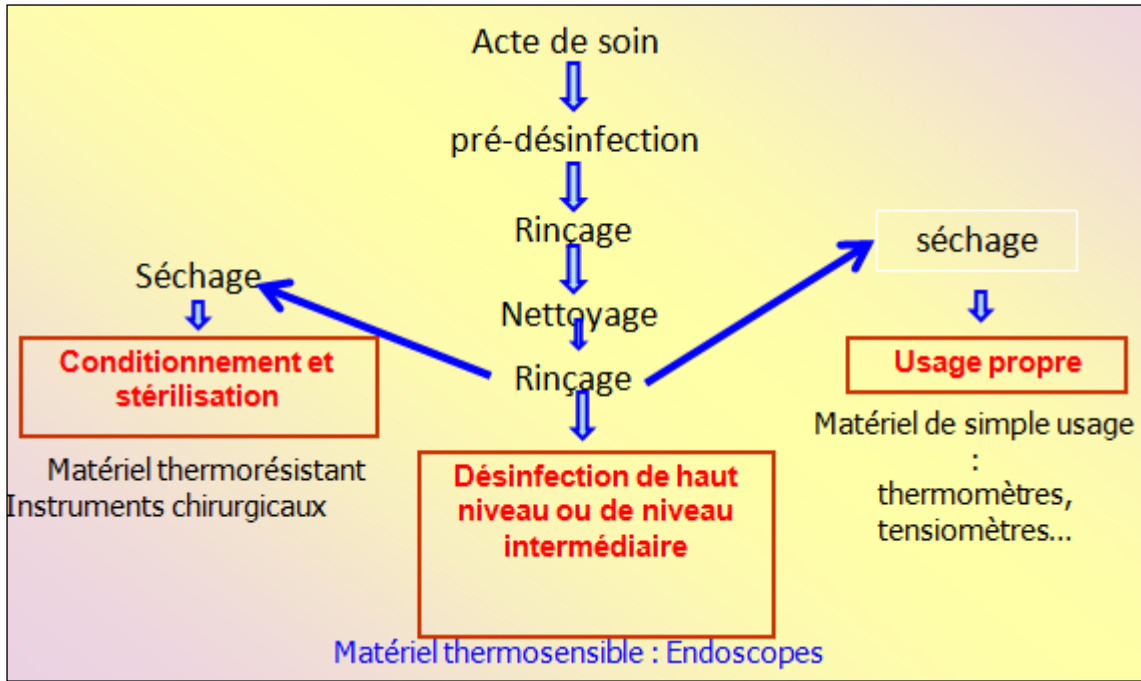 Acte de soin
pré-désinfection
Rinçage
Nettoyage
Rinçage
Séchage
Conditionnement et
stérilisation
Matériel thermorésistant
Instruments chirurgicaux
Désinfection de haut
niveau ou de niveau
intermédiaire
Matériel thermosensible : Endoscopes
séchage
Usage propre
Matériel de simple usage
:
thermomètres,
tensiomètres...